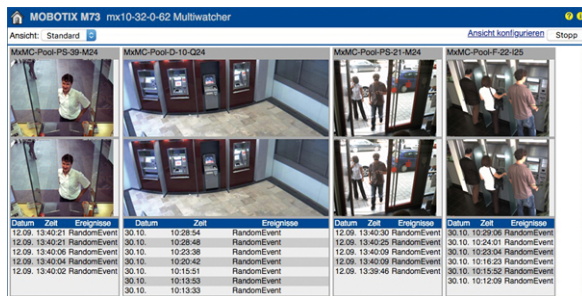 MOBOTIX M73 mx10-32-0-62 Multiwatcher
Ansicht: Standard Ansicht konfigurieren Stopp
MxMC-Pool-PS-39-M24 MxMC-Pool-D-10-Q24 MxMC-Pool-PS-21-M24 MxMC-Pool-F-22-I25
Datum Zeit Ereignisse Datum Zeit Ereignisse Datum Zeit Ereignisse Datum Zeit Ereignisse
12.09. 13:40:21 RandomEvent 30.10. 10:28:54 RandomEvent 12.09. 13:40:30 RandomEvent 30.10. 10:29:06 RandomEvent
12.09. 13:40:21 RandomEvent 30.10. 10:28:48 RandomEvent 12.09. 13:40:25 RandomEvent 30.10. 10:24:01 RandomEvent
12.09. 13:40:06 RandomEvent 30.10. 10:23:38 RandomEvent 12.09. 13:40:09 RandomEvent 30.10. 10:23:04 RandomEvent
12.09. 13:40:04 RandomEvent 30.10. 10:20:42 RandomEvent 12.09. 13:40:09 RandomEvent 30.10. 10:16:23 RandomEvent
12.09. 13:40:02 RandomEvent 30.10. 10:15:51 RandomEvent 12.09. 13:39:46 RandomEvent 30.10. 10:15:52 RandomEvent
30.10. 10:13:53 RandomEvent 30.10. 10:12:09 RandomEvent
30.10. 10:13:33 RandomEvent